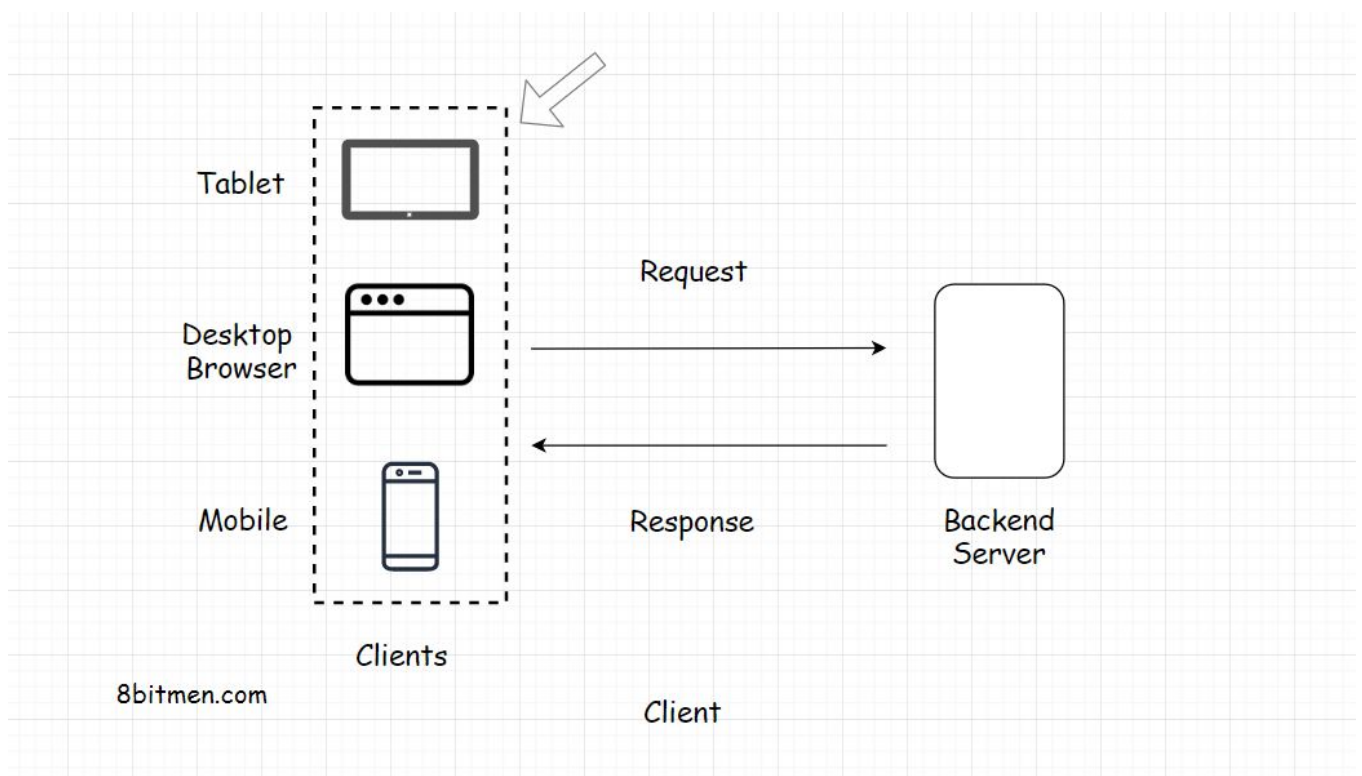 Tablet
Request
Desktop
Browser
Mobile
Response
Backend
Server
Clients
8bitmen.com
Client